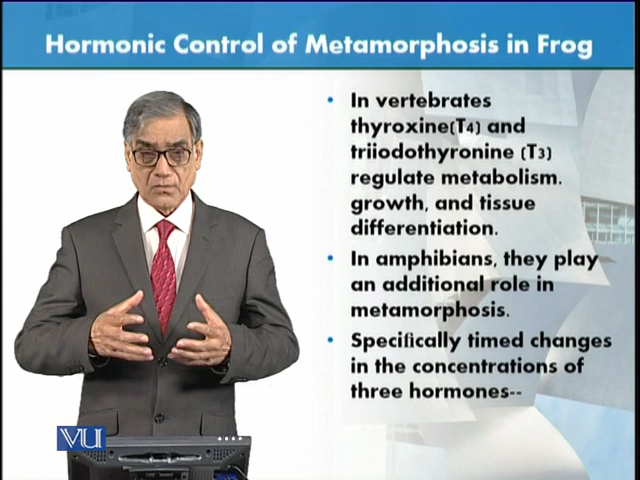 Hormonic Control of Metamorphosis in Frog
• In vertebrates
thyroxine(T4) and
triiodothyronine (T3)
regulate metabolism.
growth, and tissue
differentiation.
• In amphibians, they play
an additional role in
metamorphosis.
• Specifically timed changes
in the concentrations of
three hormones--
VU